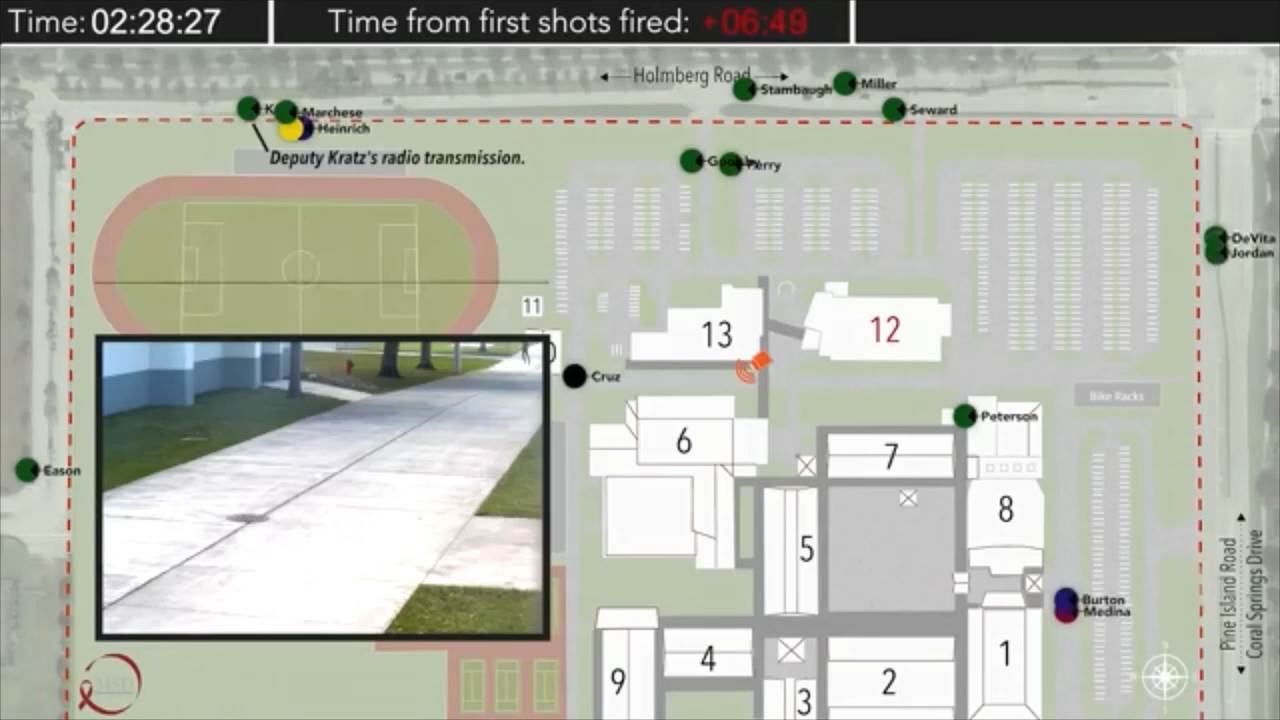 Time: 02:28:27
Time from first shots fired: +06:49
Holmberg Road
Stambaugh
Miller
Seward
Marchese
Heinrich
Deputy Kratz's radio transmission.
Perry
DeVita
Jordan
11
13
12
Cruz
Bike Racks
Peterson
6
7
8
Eason
5
Burton
Medina
Pine Island Road
Coral Springs Drive
4
1
9
2
3
MSD